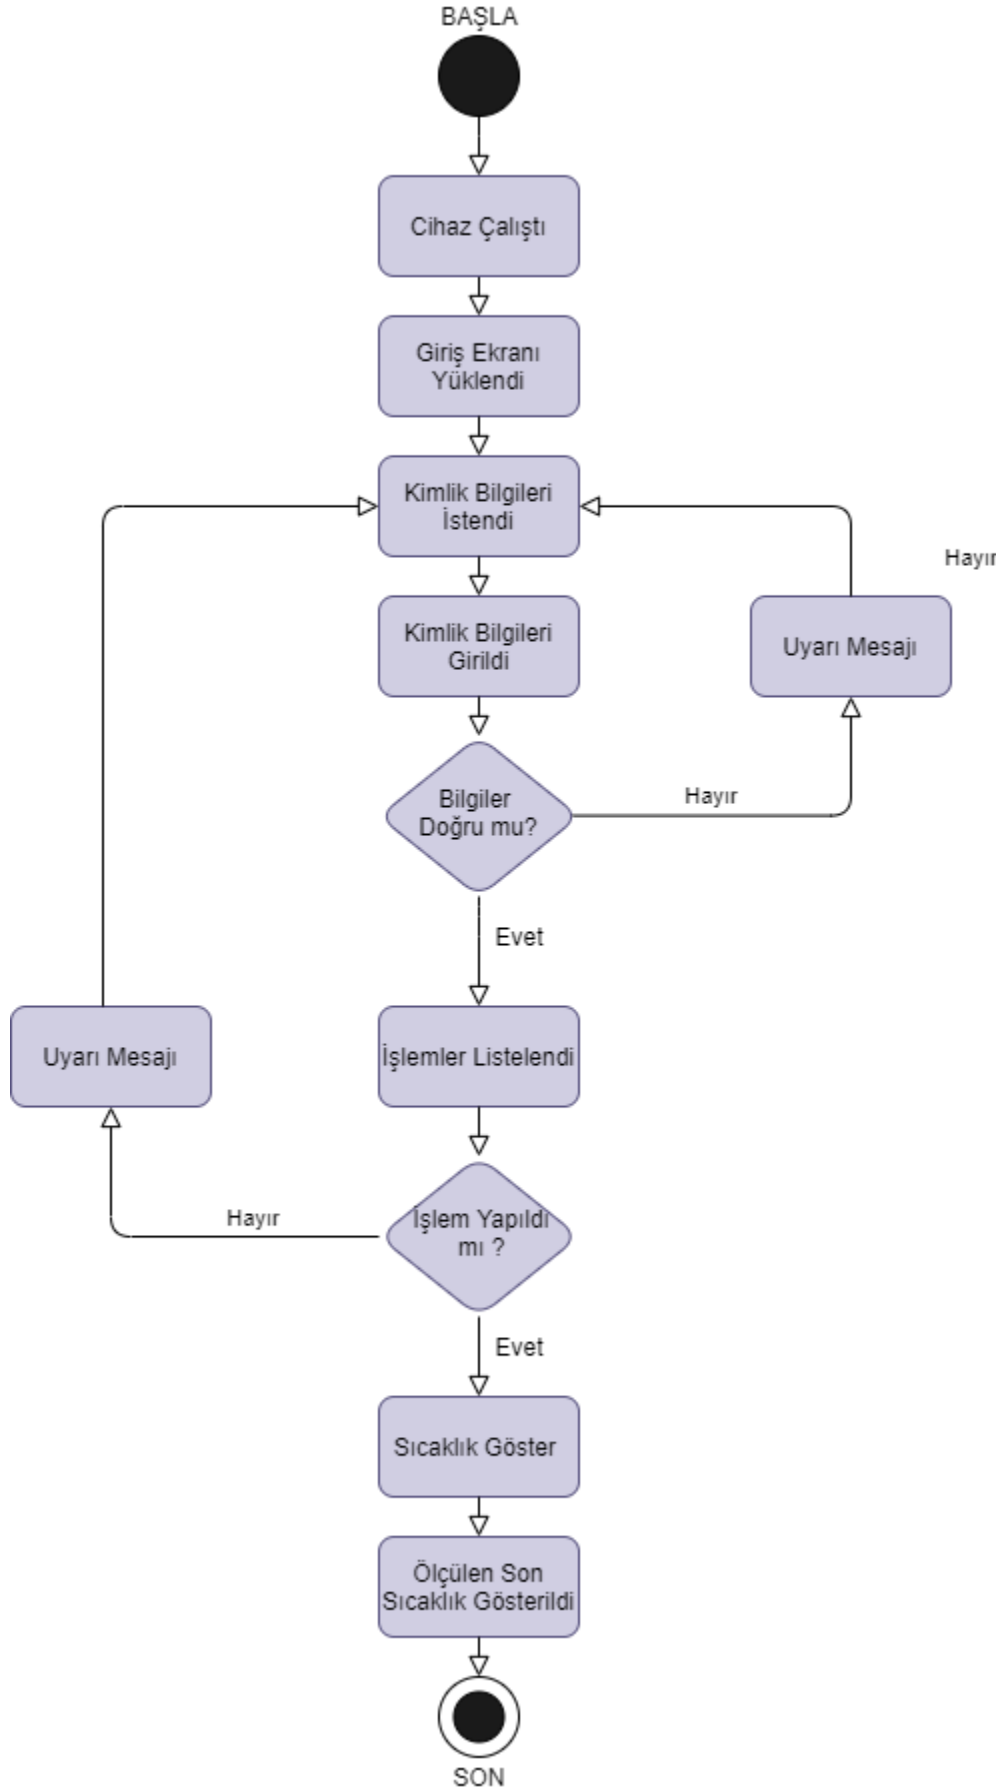 BAŞLA
Cihaz Çalıştı
Giriş Ekranı
Yüklendi
Kimlik Bilgileri
İstendi
Hayır
Kimlik Bilgileri
Girildi
Uyarı Mesajı
Bilgiler
Doğru mu?
Hayır
Evet
Uyarı Mesajı
İşlemler Listelendi
Hayır
İşlem Yapıldı
mı ?
Evet
Sıcaklık Göster
Ölçülen Son
Sıcaklık Gösterildi
SON